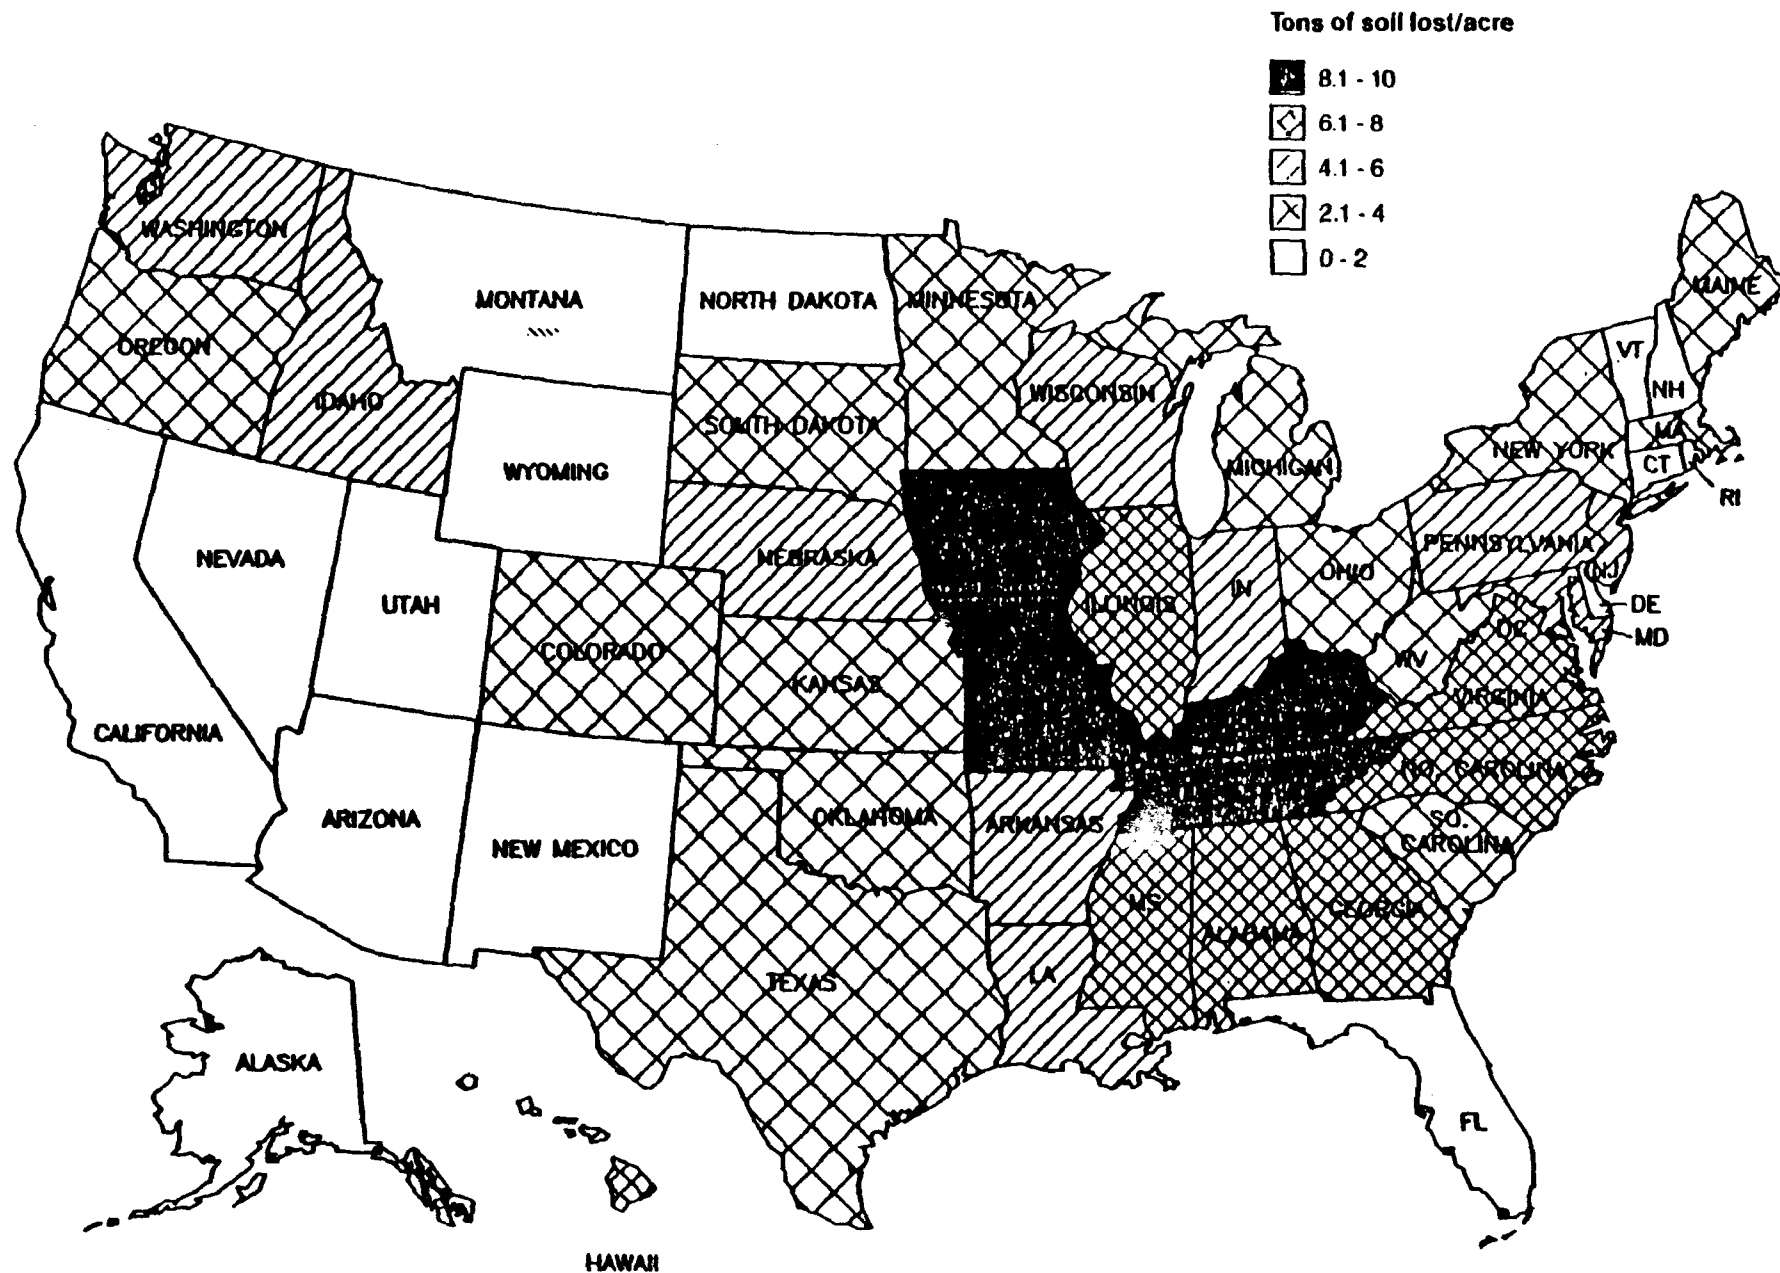 Tons of soil lost/acre
8.1 - 10
6.1 - 8
4.1 - 6
2.1 - 4
0 - 2
WASHINGTON
MONTANA
NORTH DAKOTA
MINNESOTA
MAINE
OREGON
IDAHO
VT
NH
WISCONSIN
SOUTH DAKOTA
MICHIGAN
NEW YORK
MA
CT
RI
WYOMING
NEVADA
NEBRASKA
PENNSYLVANIA
NJ
OHIO
IN
ILLINOIS
UTAH
DE
MD
DC
COLORADO
KANSAS
WV
VIRGINIA
CALIFORNIA
NO. CAROLINA
ARIZONA
NEW MEXICO
OKLAHOMA
ARKANSAS
SO.
CAROLINA
MS
GEORGIA
ALABAMA
TEXAS
LA
ALASKA
FL
HAWAII